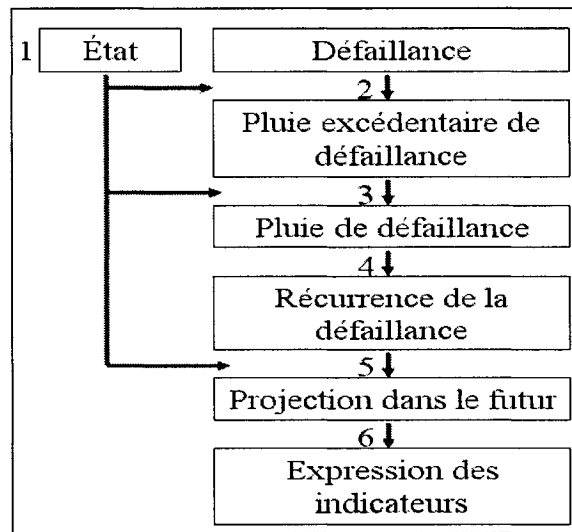 1 État Défaillance
2
Pluie excédentaire de
défaillance
3
Pluie de défaillance
4
Récurrence de la
défaillance
5
Projection dans le futur
6
Expression des
indicateurs